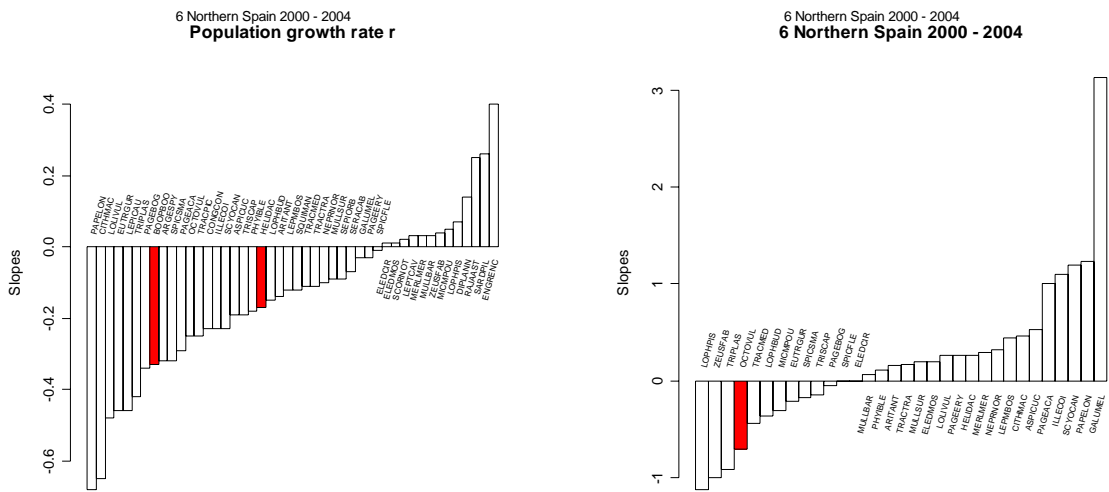 6 Northern Spain 2000 - 2004
Population growth rate r
Slopes
0.4
0.2
0.0
-0.2
-0.4
-0.6
PAPELON
CITHMAC
LOLIVUL
EUTRGUR
LEPICAU
TRIPLAS
PAGEBOG
BOOPBOO
ARGESPY
SPICSMA
PAGEACA
OCTOVUL
TRACPIC
CONGCON
ILLECOI
SCYOCAN
ASPICUC
TRISCAP
PHYIBLE
HELIDAC
LOPHBUD
ARITANT
LEPMBOS
SQUIMAN
TRACMED
TRACTRA
NEPRNOR
MULLSUR
SEPIORB
SERACAB
GALUMEL
PAGEERY
SPICFLE
ELEDCIR
ELEDMOS
SCORNOT
LEPTCAV
MERLMER
MULLBAR
ZEUSFAB
MICMPOU
LOPHPIS
DIPLANN
RAJAAST
SARDPIL
ENGRENC
6 Northern Spain 2000 - 2004
6 Northern Spain 2000 - 2004
Slopes
3
2
1
0
-1
LOPHPIS
ZEUSFAB
TRIPLAS
OCTOVUL
TRACMED
LOPHBUD
MICMPOU
EUTRGUR
SPICSMA
TRISCAP
PAGEBOG
SPICFLE
ELEDCIR
MULLBAR
PHYIBLE
ARITANT
TRACTRA
MULLSUR
ELEDMOS
LOLIVUL
PAGEERY
HELIDAC
MERLMER
NEPRNOR
LEPMBOS
CITHMAC
ASPICUC
PAGEACA
ILLECOI
SCYOCAN
PAPELON
GALUMEL